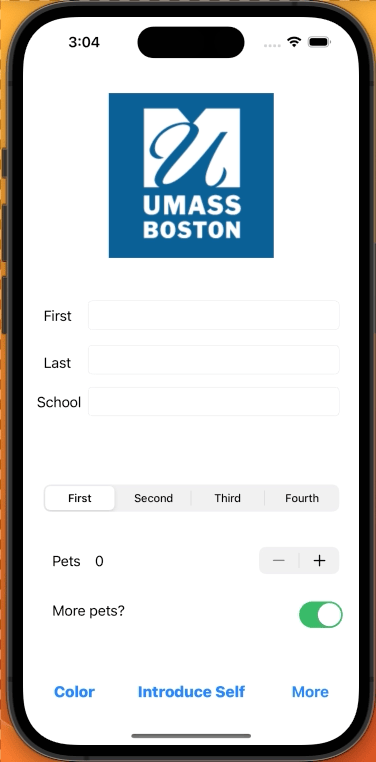 3:04
UMASS
BOSTON
First
Last
School
First Second Third Fourth
Pets 0
More pets?
Color Introduce Self More